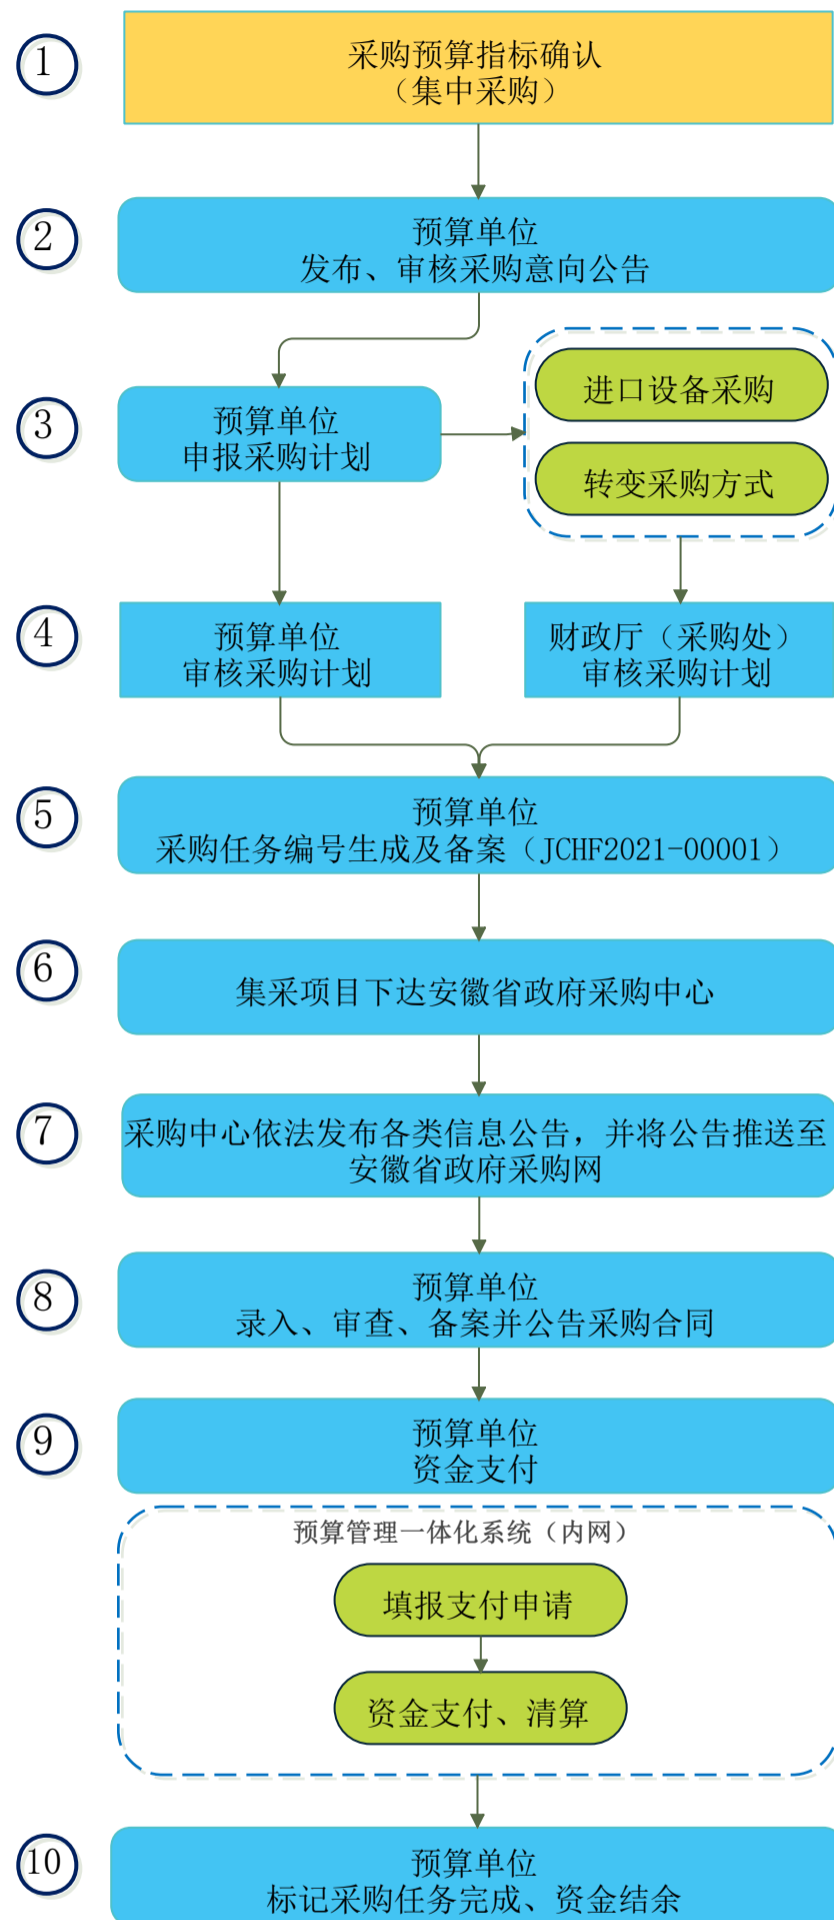 ①
采购预算指标确认
（集中采购）
②
预算单位
发布、审核采购意向公告
③
预算单位
申报采购计划
进口设备采购
转变采购方式
④
预算单位
审核采购计划
财政厅（采购处）
审核采购计划
⑤
预算单位
采购任务编号生成及备案（JCHF2021-00001）
⑥
集采项目下达安徽省政府采购中心
⑦
采购中心依法发布各类信息公告，并将公告推送至
安徽省政府采购网
⑧
预算单位
录入、审查、备案并公告采购合同
⑨
预算单位
资金支付
预算管理一体化系统（内网）
填报支付申请
资金支付、清算
⑩
预算单位
标记采购任务完成、资金结余